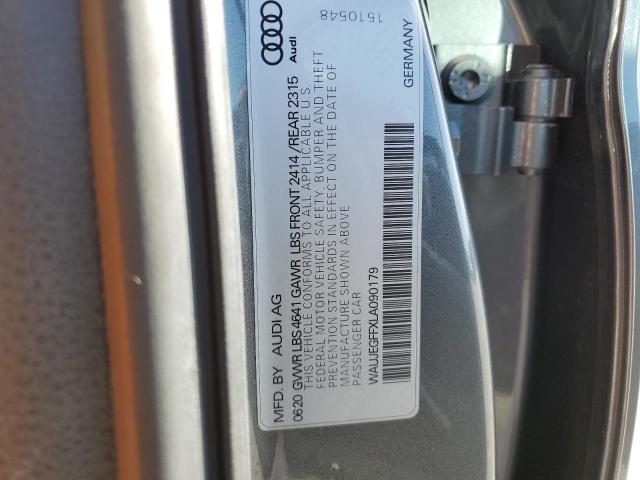 Audi
1510548
MFD. BY AUDI AG
GERMANY
0620 GVWR LBS 4641 GAWR LBS FRONT 2414/REAR 2315
THIS VEHICLE CONFORMS TO ALL APPLICABLE U.S.
FEDERAL MOTOR VEHICLE SAFETY, BUMPER AND THEFT
PREVENTION STANDARDS IN EFFECT ON THE DATE OF
MANUFACTURE SHOWN ABOVE
PASSENGER CAR
WAUJEGFFXLA090179